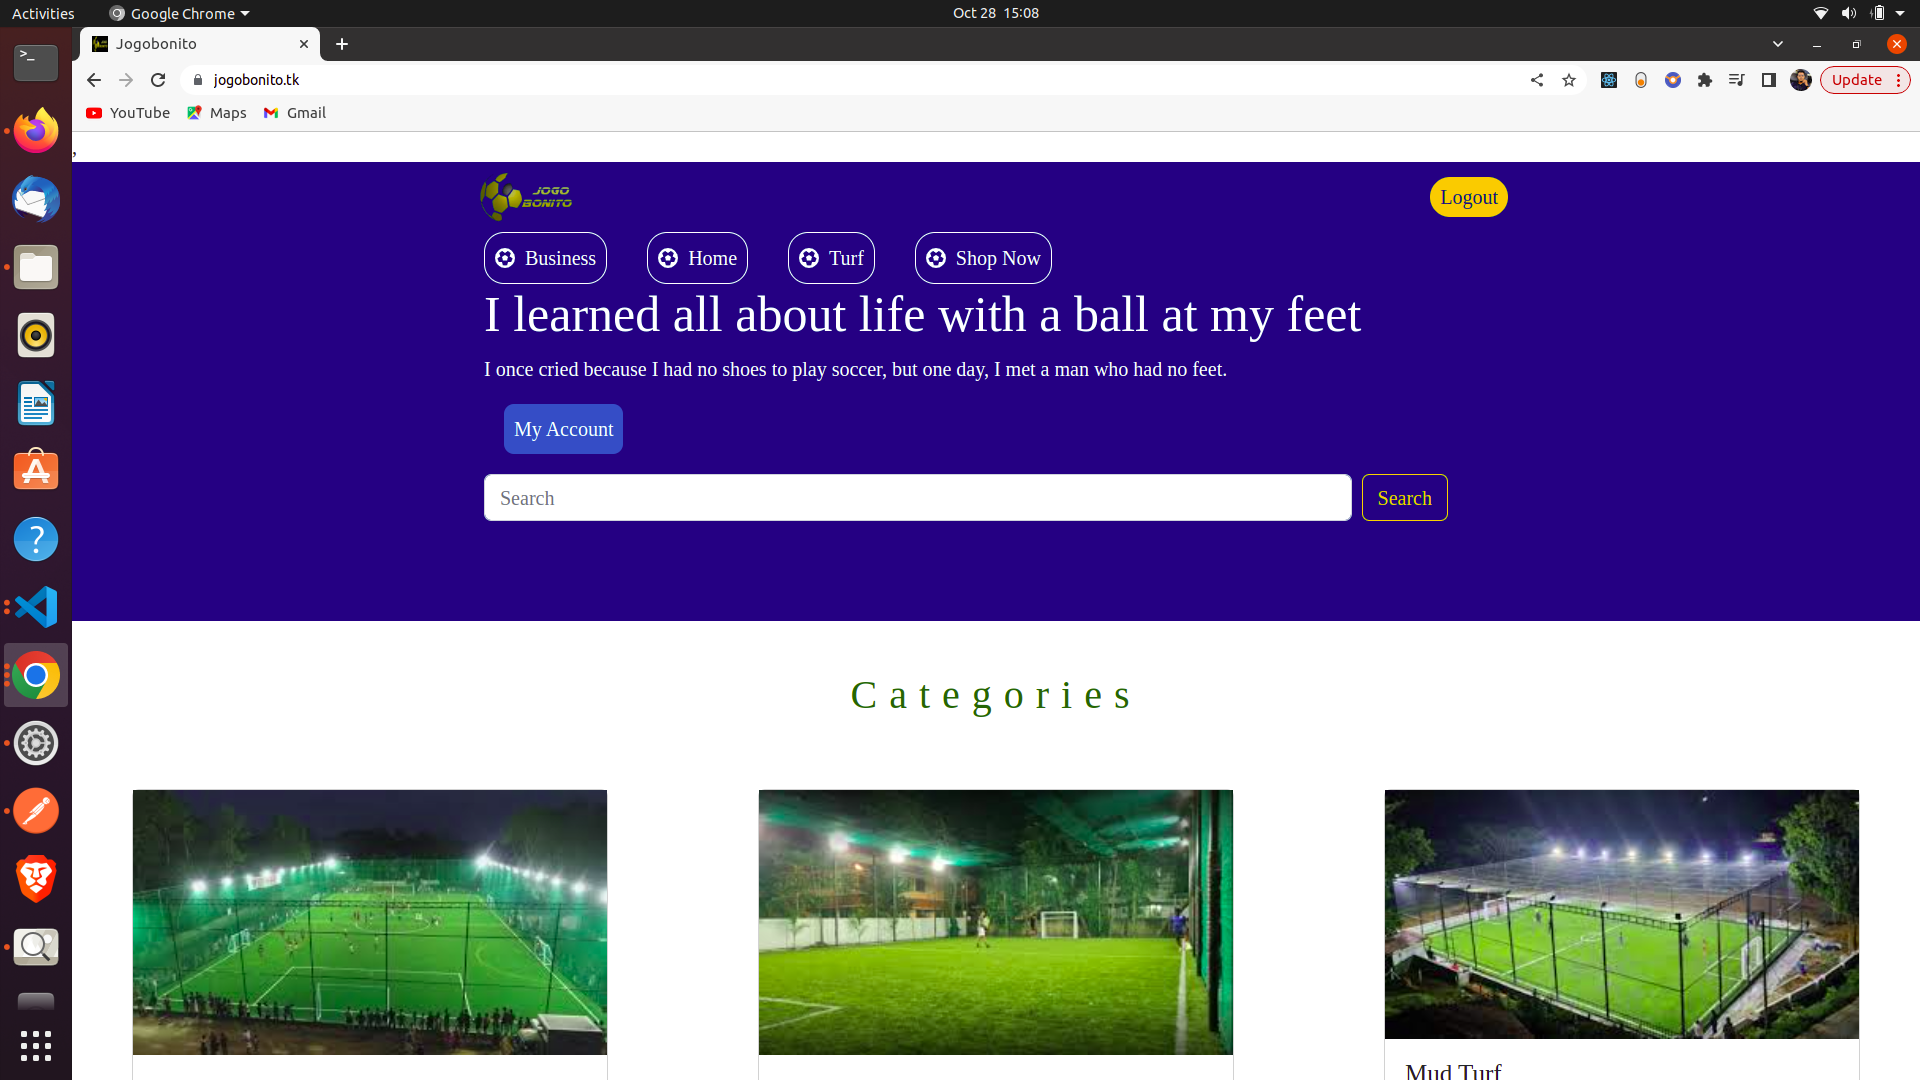 Activities
Google Chrome
Oct 28 15:08
Jogobonito
jogobonito.tk
Update
YouTube
Maps
Gmail
,
JOGO
BONITO
Logout
Business
Home
Turf
Shop Now
I learned all about life with a ball at my feet
I once cried because I had no shoes to play soccer, but one day, I met a man who had no feet.
My Account
Search
Search
Categories
Mud Turf